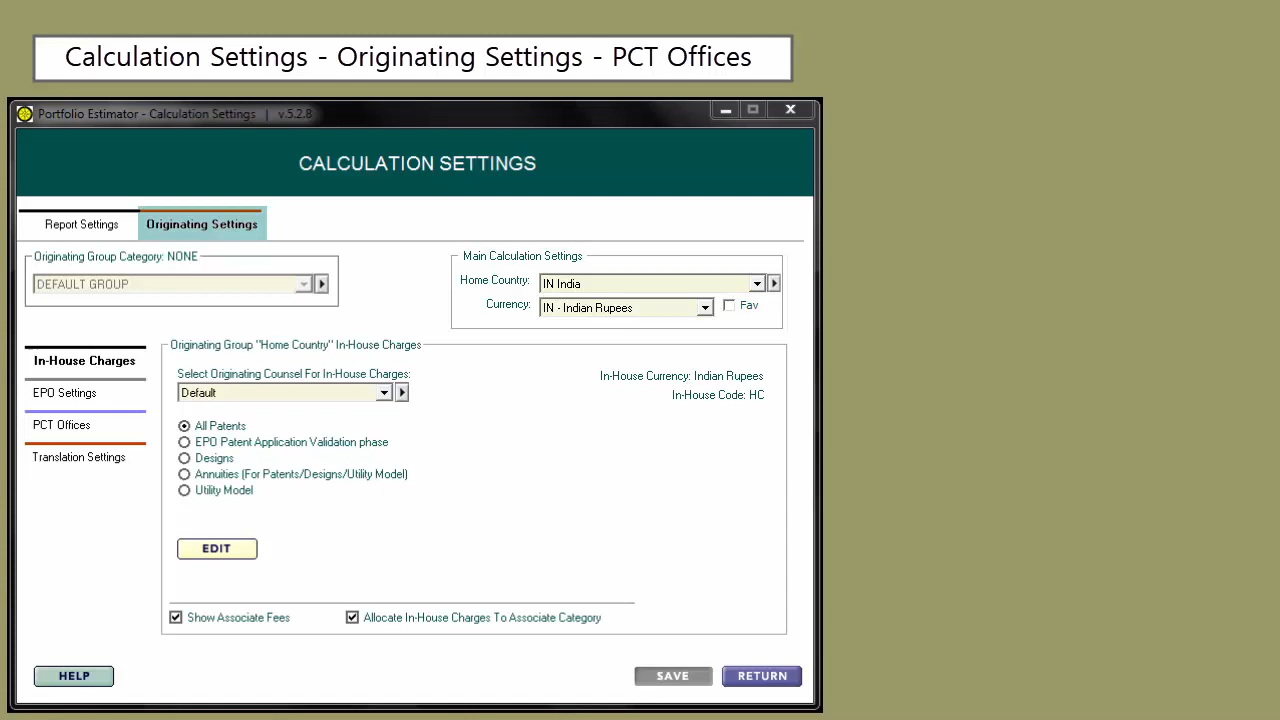 Calculation Settings - Originating Settings - PCT Offices
Portfolio Estimator - Calculation Settings | v.5.2.8
CALCULATION SETTINGS
Report Settings
Originating Settings
Originating Group Category: NONE
DEFAULT GROUP
Main Calculation Settings
Home Country: IN India
Currency: IN - Indian Rupees Fav
In-House Charges
EPO Settings
PCT Offices
Translation Settings
Originating Group "Home Country" In-House Charges
Select Originating Counsel For In-House Charges:
Default
In-House Currency: Indian Rupees
In-House Code: HC
All Patents
EPO Patent Application Validation phase
Designs
Annuities (For Patents/Designs/Utility Model)
Utility Model
EDIT
Show Associate Fees
Allocate In-House Charges To Associate Category
HELP
SAVE
RETURN